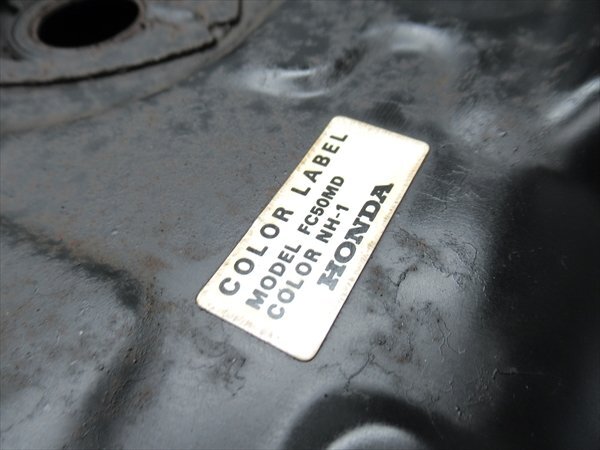 COLOR LABEL
MODEL FC50MD
COLOR NH-1
HONDA